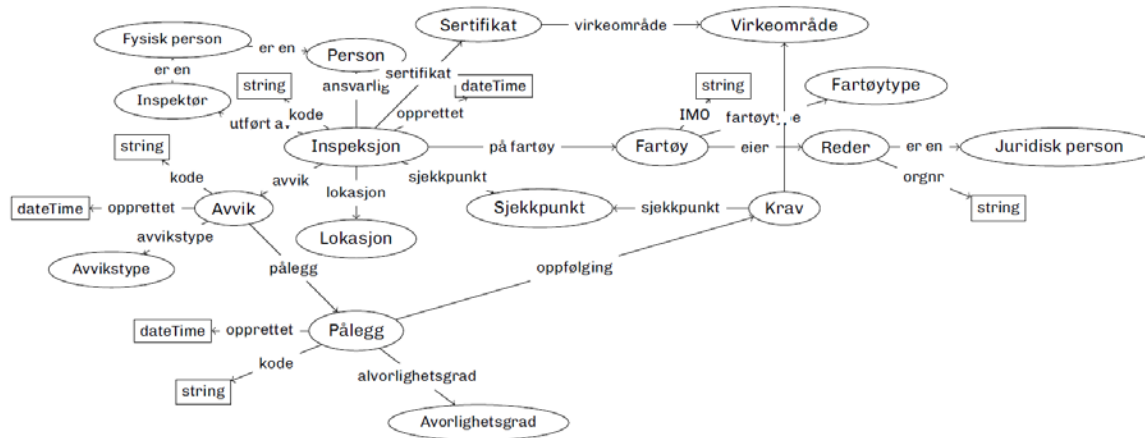 Sertifikat
virkeområde
Virkeområde
Fysisk person
er en
Person
er en
sertifikat
string
ansvarlig
dateTime
string
Fartøytype
Inspektør
kode
opprettet
IMO
fartøytype
utført a
string
Inspeksjon
på fartøy
Fartøy
eier
Reder
er en
Juridisk person
kode
avvik
sjekkpunkt
orgnr
lokasjon
dateTime
opprettet
Avvik
Sjekkpunkt
sjekkpunkt
Krav
string
avvikstype
Lokasjon
Avvikstype
pålegg
oppfølging
dateTime
opprettet
Pålegg
kode
string
alvorlighetsgrad
Avorlighetsgrad